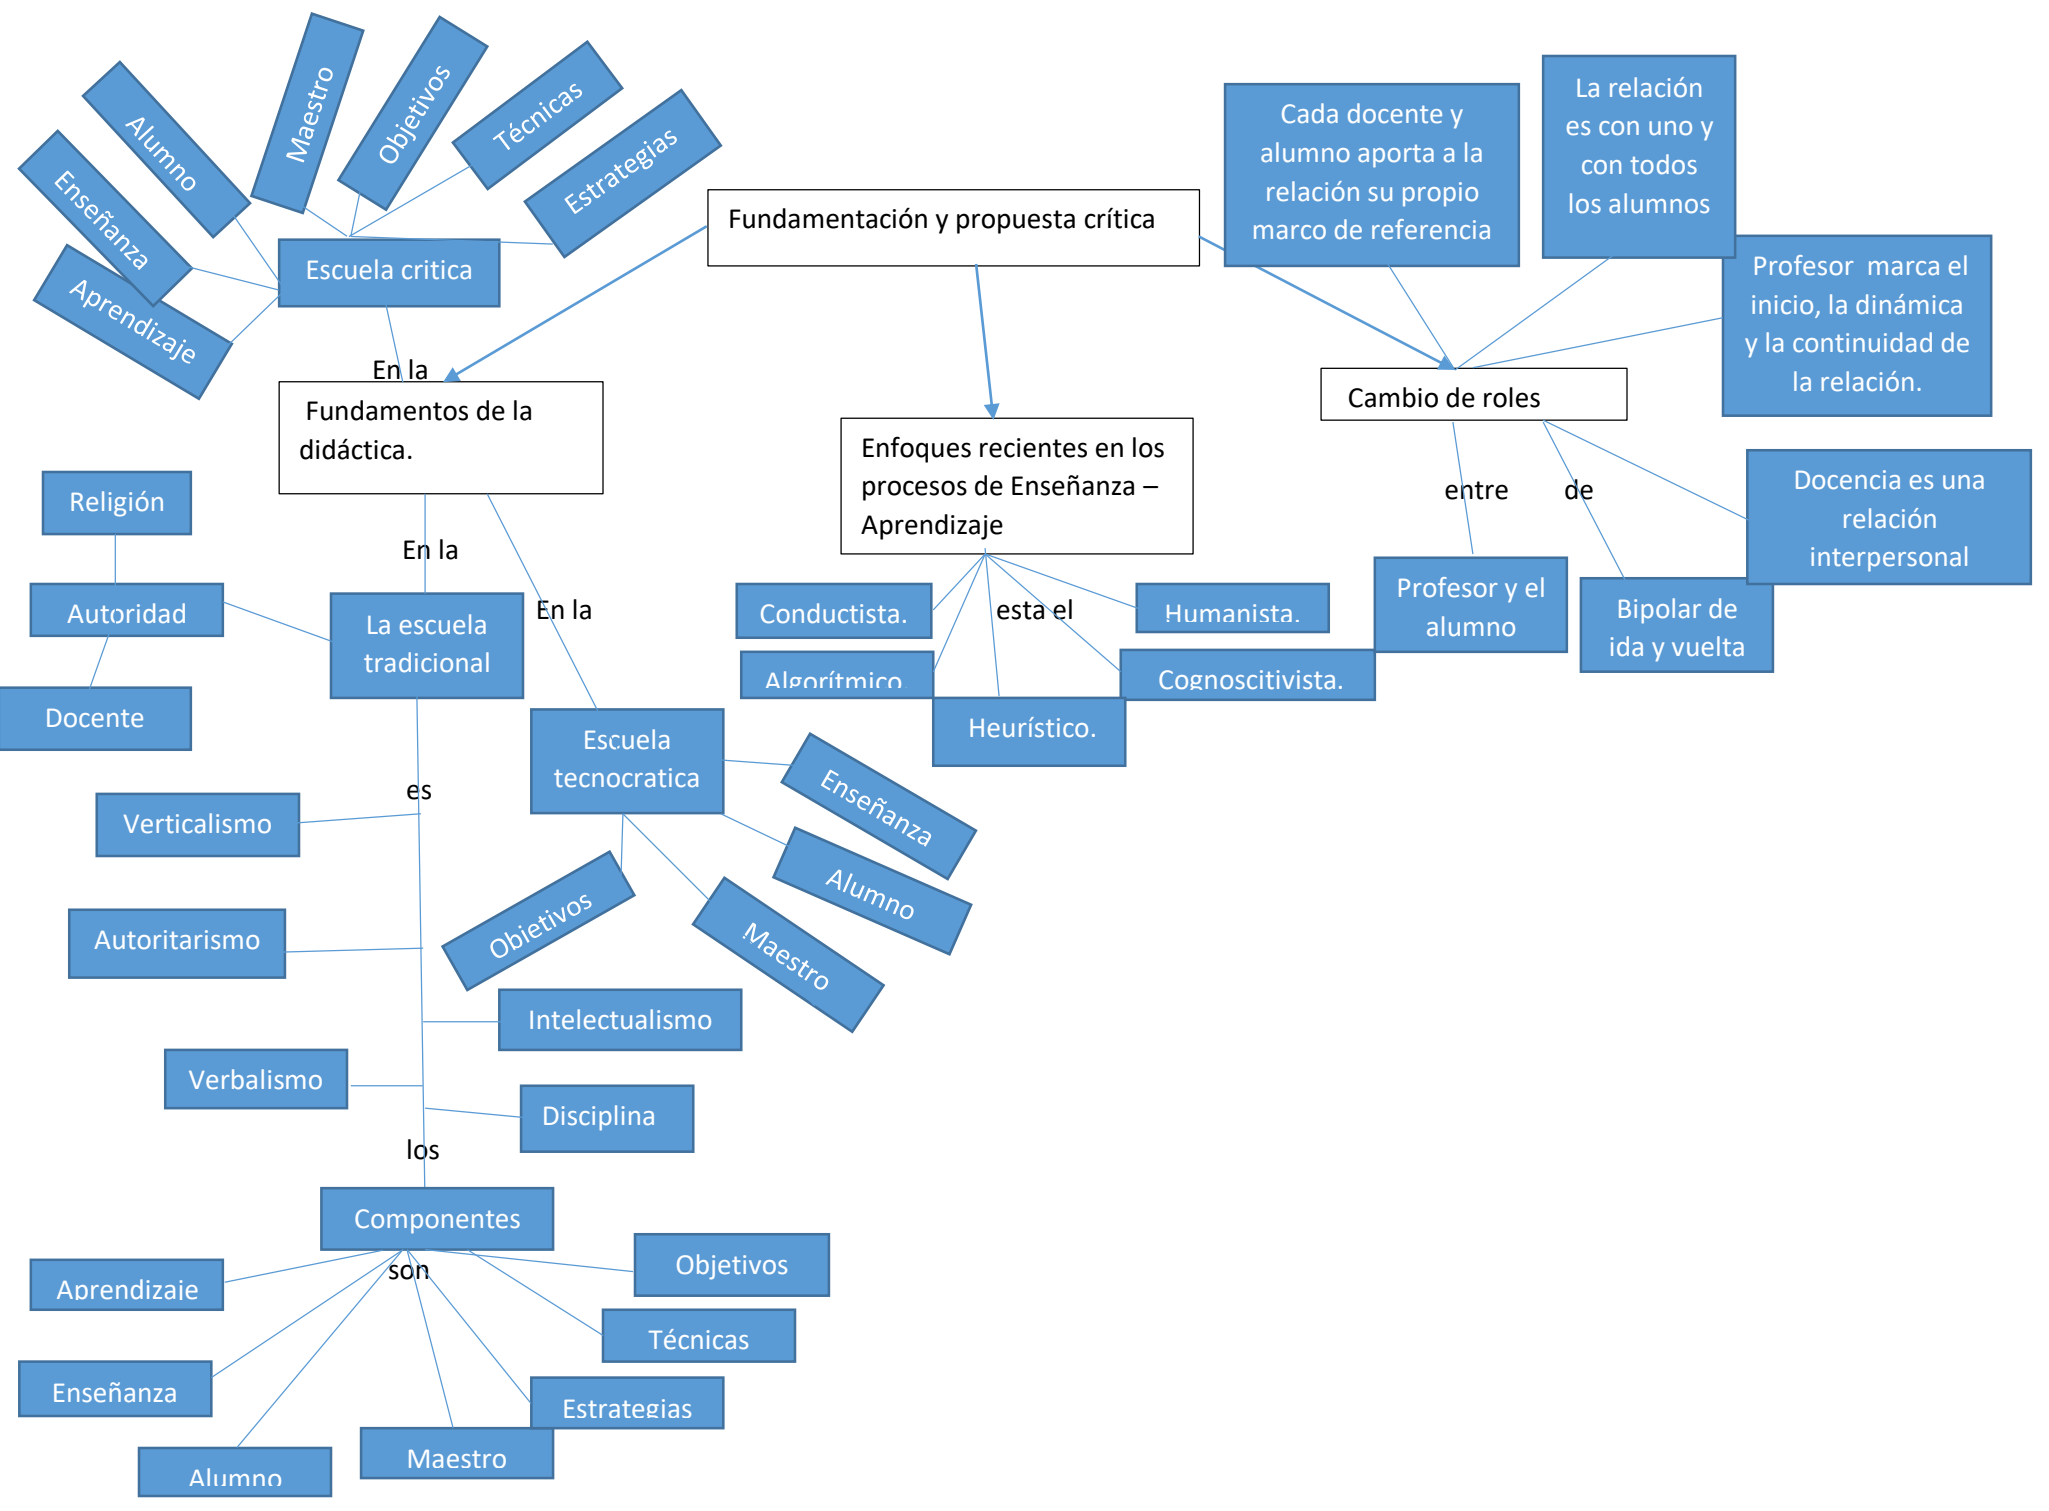 Maestro
Objetivos
Técnicas
Alumno
Estrategias
Enseñanza
Aprendizaje
Escuela critica
En la
Fundamentación y propuesta crítica
Cada docente y
alumno aporta a la
relación su propio
marco de referencia
La relación
es con uno y
con todos
los alumnos
Profesor  marca el
inicio, la dinámica
y la continuidad de
la relación.
Fundamentos de la
didáctica.
Enfoques recientes en los
procesos de Enseñanza –
Aprendizaje
Cambio de roles
entre
de
Docencia es una
relación
interpersonal
Profesor y el
alumno
Bipolar de
ida y vuelta
Religión
Autoridad
Docente
En la
La escuela
tradicional
En la
Conductista.
esta el
Humanista.
Algorítmico.
Cognoscitivista.
Heurístico.
Escuela
tecnocratica
Enseñanza
Alumno
Maestro
Objetivos
es
Verticalismo
Autoritarismo
Intelectualismo
Verbalismo
Disciplina
los
Componentes
son
Aprendizaje
Objetivos
Técnicas
Enseñanza
Estrategias
Maestro
Alumno